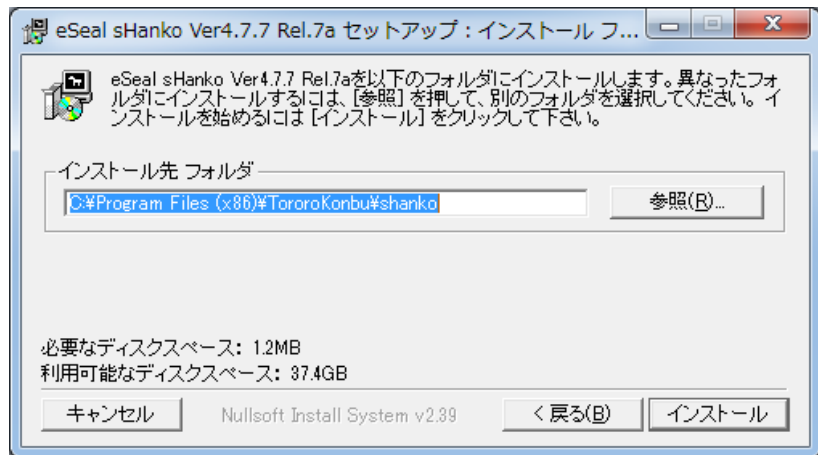 eSeal sHanko Ver4.7.7 Rel.7a セットアップ：インストール フ...
eSeal sHanko Ver4.7.7 Rel.7aを以下のフォルダにインストールします。異なったフォ
ルダにインストールするには、[参照] を押して、別のフォルダを選択してください。イ
ンストールを始めるには [インストール] をクリックして下さい。
インストール先 フォルダ
C:¥Program Files (x86)¥TororoKonbu¥shanko
参照(R)...
必要なディスクスペース: 1.2MB
利用可能なディスクスペース: 37.4GB
キャンセル
Nullsoft Install System v2.39
< 戻る(B)
インストール